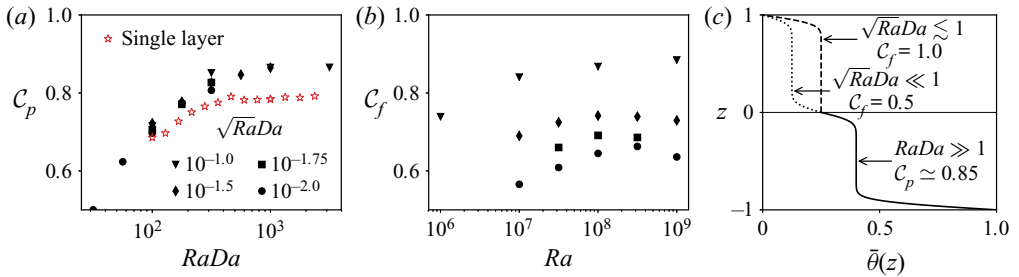 (a)
1.0
0.8
0.6
C_p
☆ Single layer
√RaDa
▼ 10^−1.0 ■ 10^−1.75
♦ 10^−1.5 ● 10^−2.0
10^2 10^3
RaDa
(b)
1.0
0.8
0.6
C_f
10^6 10^7 10^8 10^9
Ra
(c)
1
0
−1
z
√RaDa ≲ 1
C_f = 1.0
√RaDa ≪ 1
C_f = 0.5
RaDa ≫ 1
C_p ≃ 0.85
0 0.5 1.0
θ̄(z)